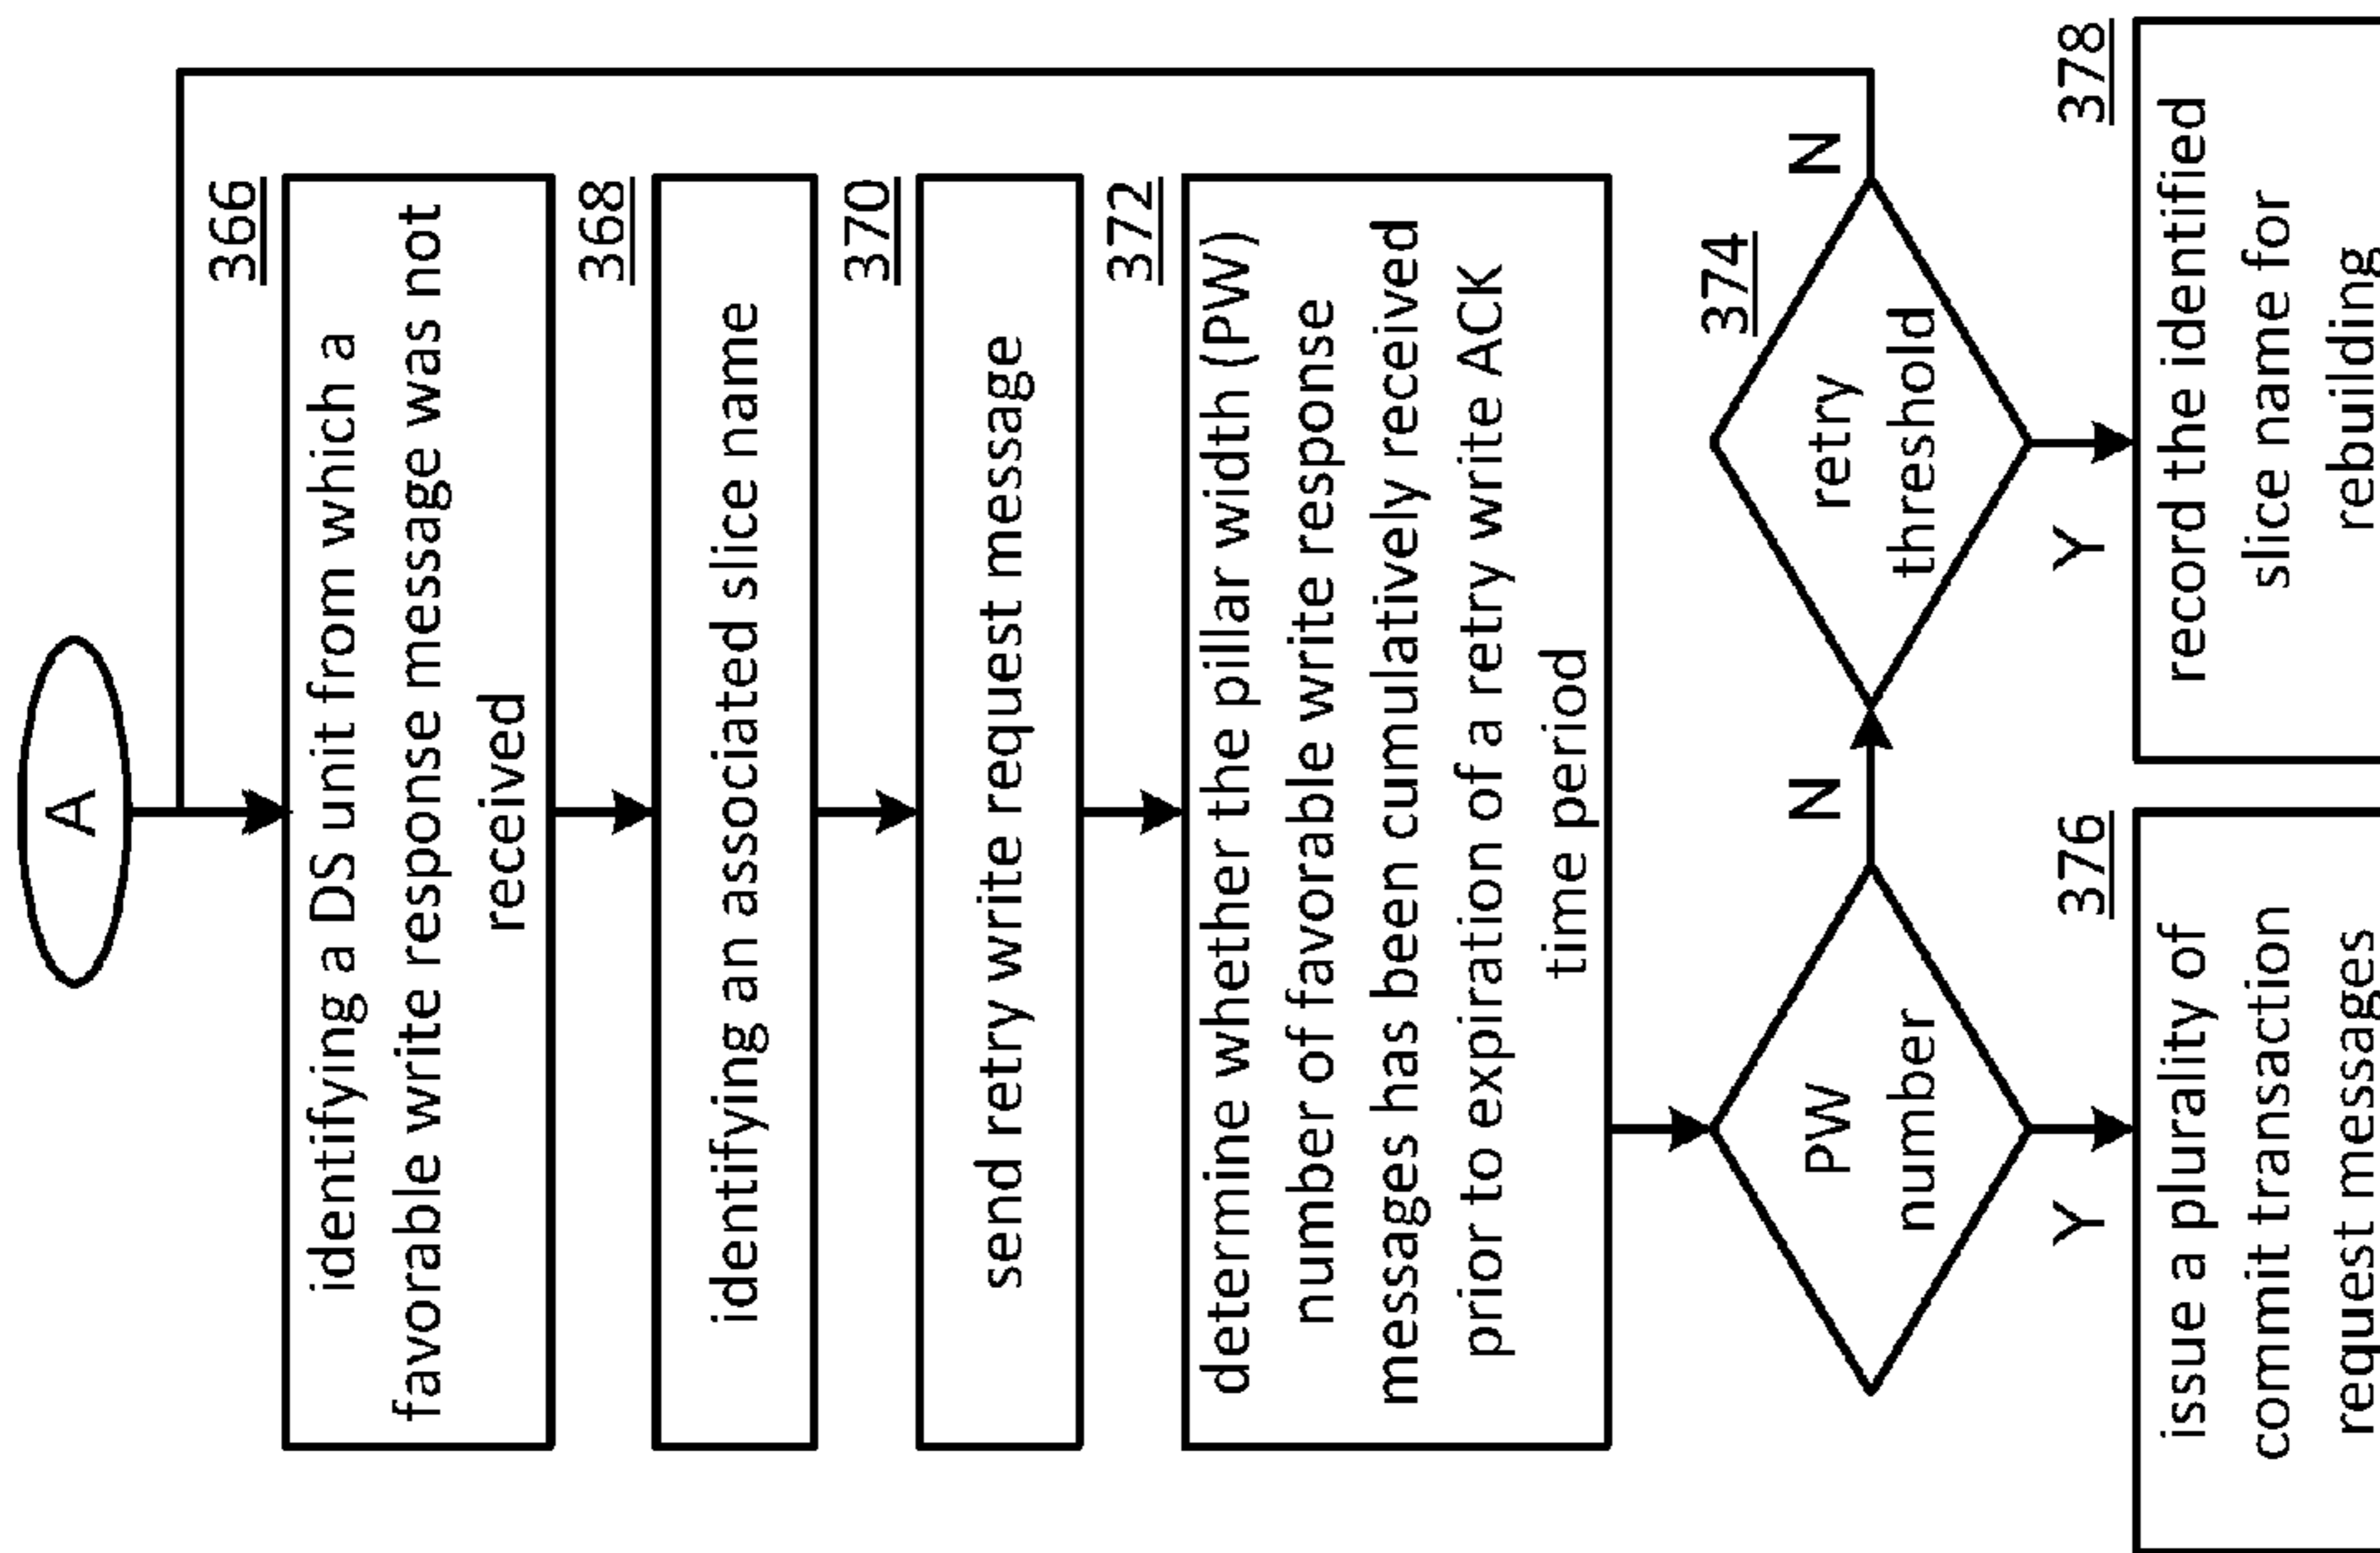 A
366
identifying a DS unit from which a
favorable write response message was not
received
368
identifying an associated slice name
370
send retry write request message
372
determine whether the pillar width (PW)
number of favorable write response
messages has been cumulatively received
prior to expiration of a retry write ACK
time period
PW
number
N
Y
374
retry
threshold
N
Y
376
issue a plurality of
commit transaction
request messages
378
record the identified
slice name for
rebuilding